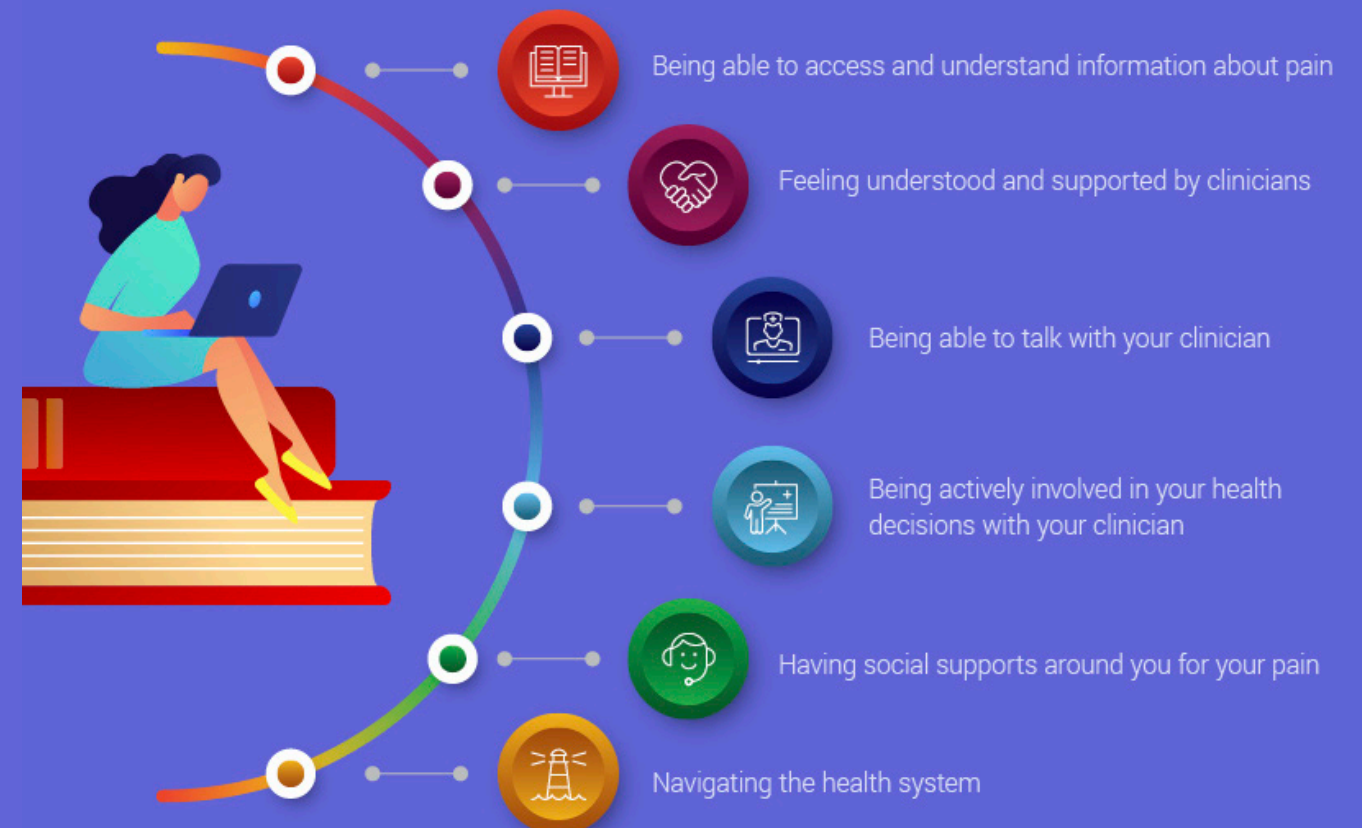 Being able to access and understand information about pain
Feeling understood and supported by clinicians
Being able to talk with your clinician
Being actively involved in your health
decisions with your clinician
Having social supports around you for your pain
Navigating the health system